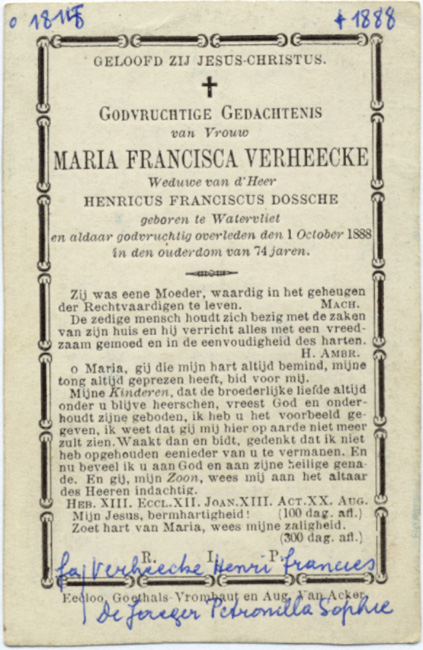 o 1815 +1888
GELOOFD ZIJ JESUS-CHRISTUS.
GODVRUCHTIGE GEDACHTENIS
van Vrouw
MARIA FRANCISCA VERHEECKE
Weduwe van d'Heer
HENRICUS FRANCISCUS DOSSCHE
geboren te Watervliet
en aldaar godvruchtig overleden den 1 October 1888
in den ouderdom van 74 jaren.
Zij was eene Moeder, waardig in het geheugen
der Rechtvaardigen te leven. MACH.
De zedige mensch houdt zich bezig met de zaken
van zijn huis en hij verricht alles met een vreed-
zaam gemoed en in de eenvoudigheid des harten.
H. AMBR.
o Maria, gij die mijn hart altijd bemind, mijne
tong altijd geprezen heeft, bid voor mij.
Mijne Kinderen, dat de broederlijke liefde altijd
onder u blijve heerschen, vreest God en onder-
houdt zijne geboden, ik heb u het voorbeeld ge-
geven, ik weet dat gij mij hier op aarde niet meer
zult zien. Waakt dan en bidt, gedenkt dat ik niet
heb opgehouden eenieder van u te vermanen. En
nu beveel ik u aan God en aan zijne heilige gena-
de. En gij, mijn Zoon, wees mij aan het altaar
des Heeren indachtig.
HEB. XIII. ECCL. XII. JOAN. XIII. ACT. XX. AUG.
Mijn Jesus, bermhartigheid! (100 dag. afl.)
Zoet hart van Maria, wees mijne zaligheid.
(300 dag. afl.)
R. I. P.
Verheecke Henri francies
Eecloo, Goethals-Vrombaut en Aug. Van Acker.
De Jaeger Petronilla Sophie